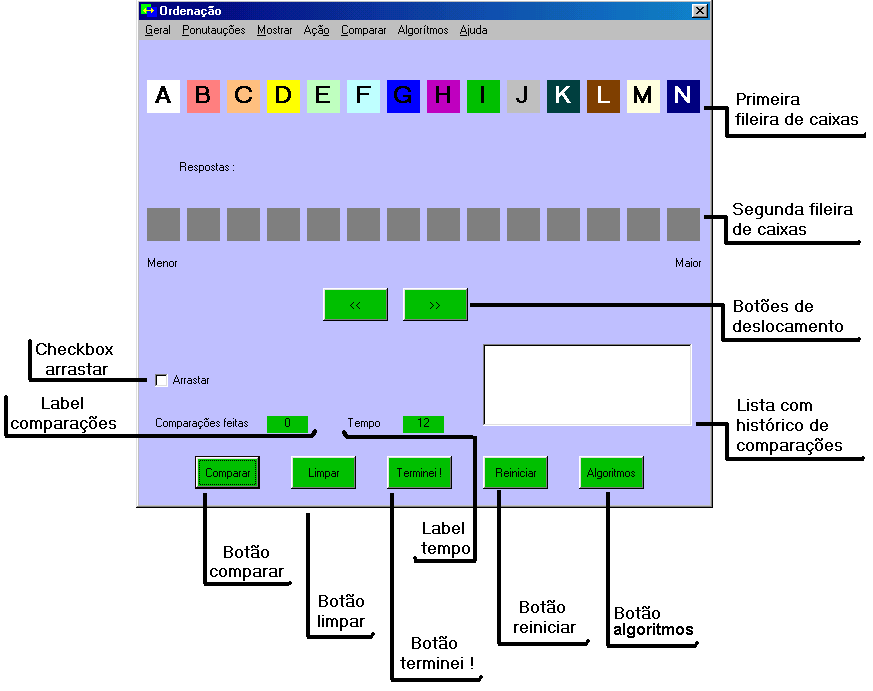 Ordenação
Geral Ponutauções Mostrar Ação Comparar Algorítmos Ajuda
A B C D E F G H I J K L M N
Primeira
fileira de caixas
Respostas :
Segunda fileira
de caixas
Menor Maior
<< >>
Botões de
deslocamento
Checkbox
arrastar
Arrastar
Label
comparações
Comparações feitas 0 Tempo 12
Lista com
histórico de
comparações
Comparar Limpar Terminei ! Reiniciar Algoritmos
Label
tempo
Botão
comparar
Botão
limpar
Botão
terminei !
Botão
reiniciar
Botão
algoritmos